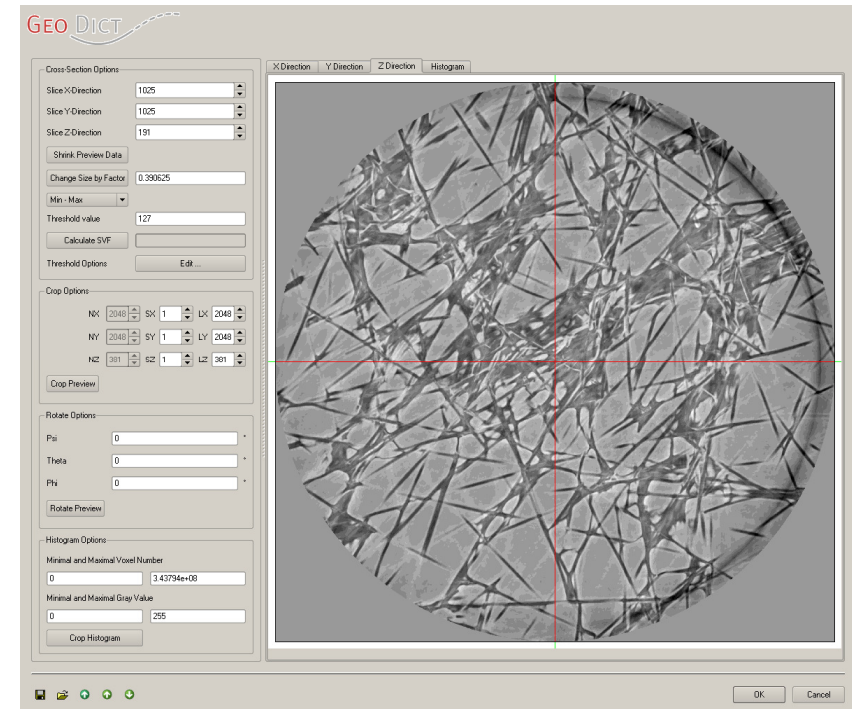 GEO DICT
X Direction Y Direction Z Direction Histogram
Cross-Section Options
Slice X-Direction 1025
Slice Y-Direction 1025
Slice Z-Direction 191
Shrink Preview Data
Change Size by Factor 0.390625
Min - Max
Threshold value 127
Calculate SVF
Threshold Options Edit ...
Crop Options
NX 2048 SX 1 LX 2048
NY 2048 SY 1 LY 2048
NZ 381 SZ 1 LZ 381
Crop Preview
Rotate Options
Psi 0 °
Theta 0 °
Phi 0 °
Rotate Preview
Histogram Options
Minimal and Maximal Voxel Number
0 3.43794e+08
Minimal and Maximal Gray Value
0 255
Crop Histogram
OK Cancel